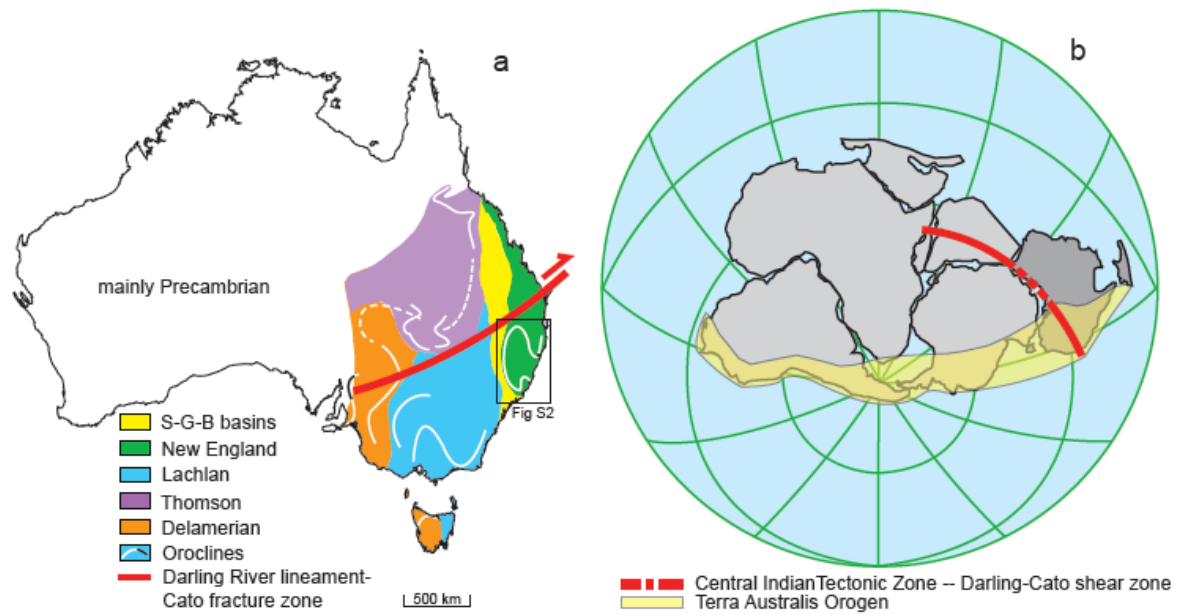 a
mainly Precambrian
Fig S2
S-G-B basins
New England
Lachlan
Thomson
Delamerian
Oroclines
Darling River lineament-
Cato fracture zone
500 km
b
Central IndianTectonic Zone -- Darling-Cato shear zone
Terra Australis Orogen